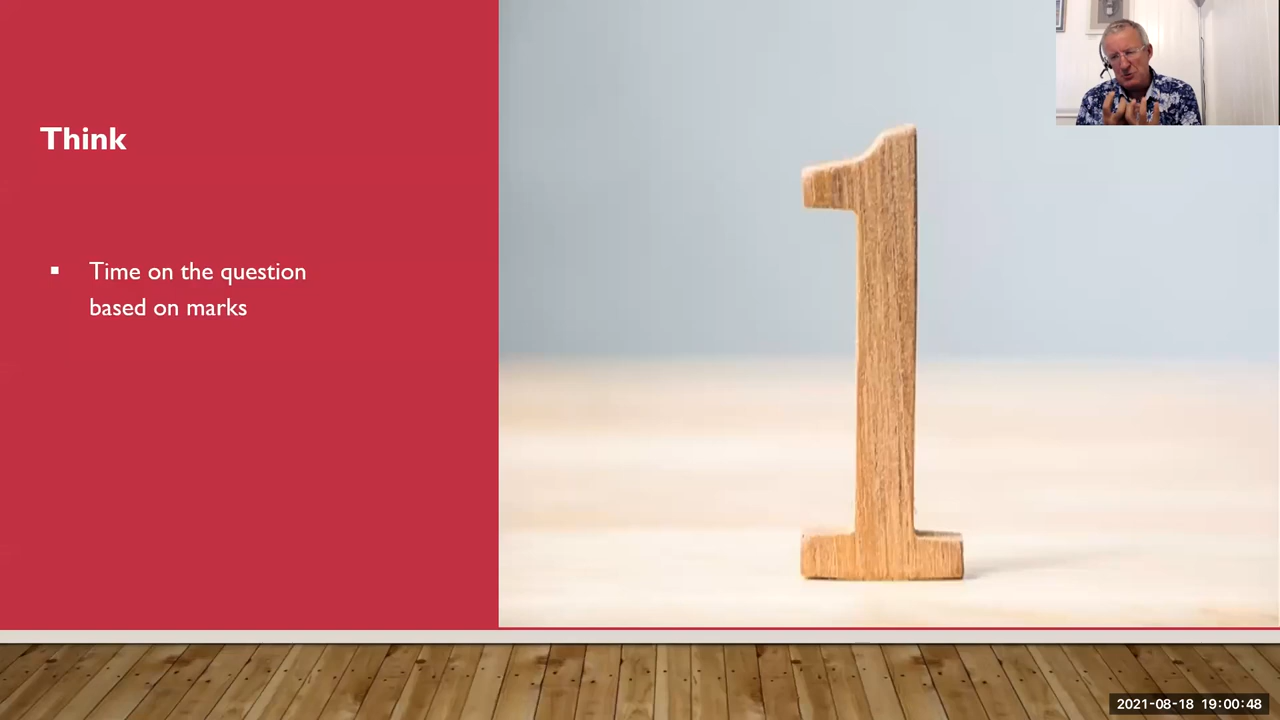 Think
▪ Time on the question
based on marks
1
2021-08-18 19:00:48